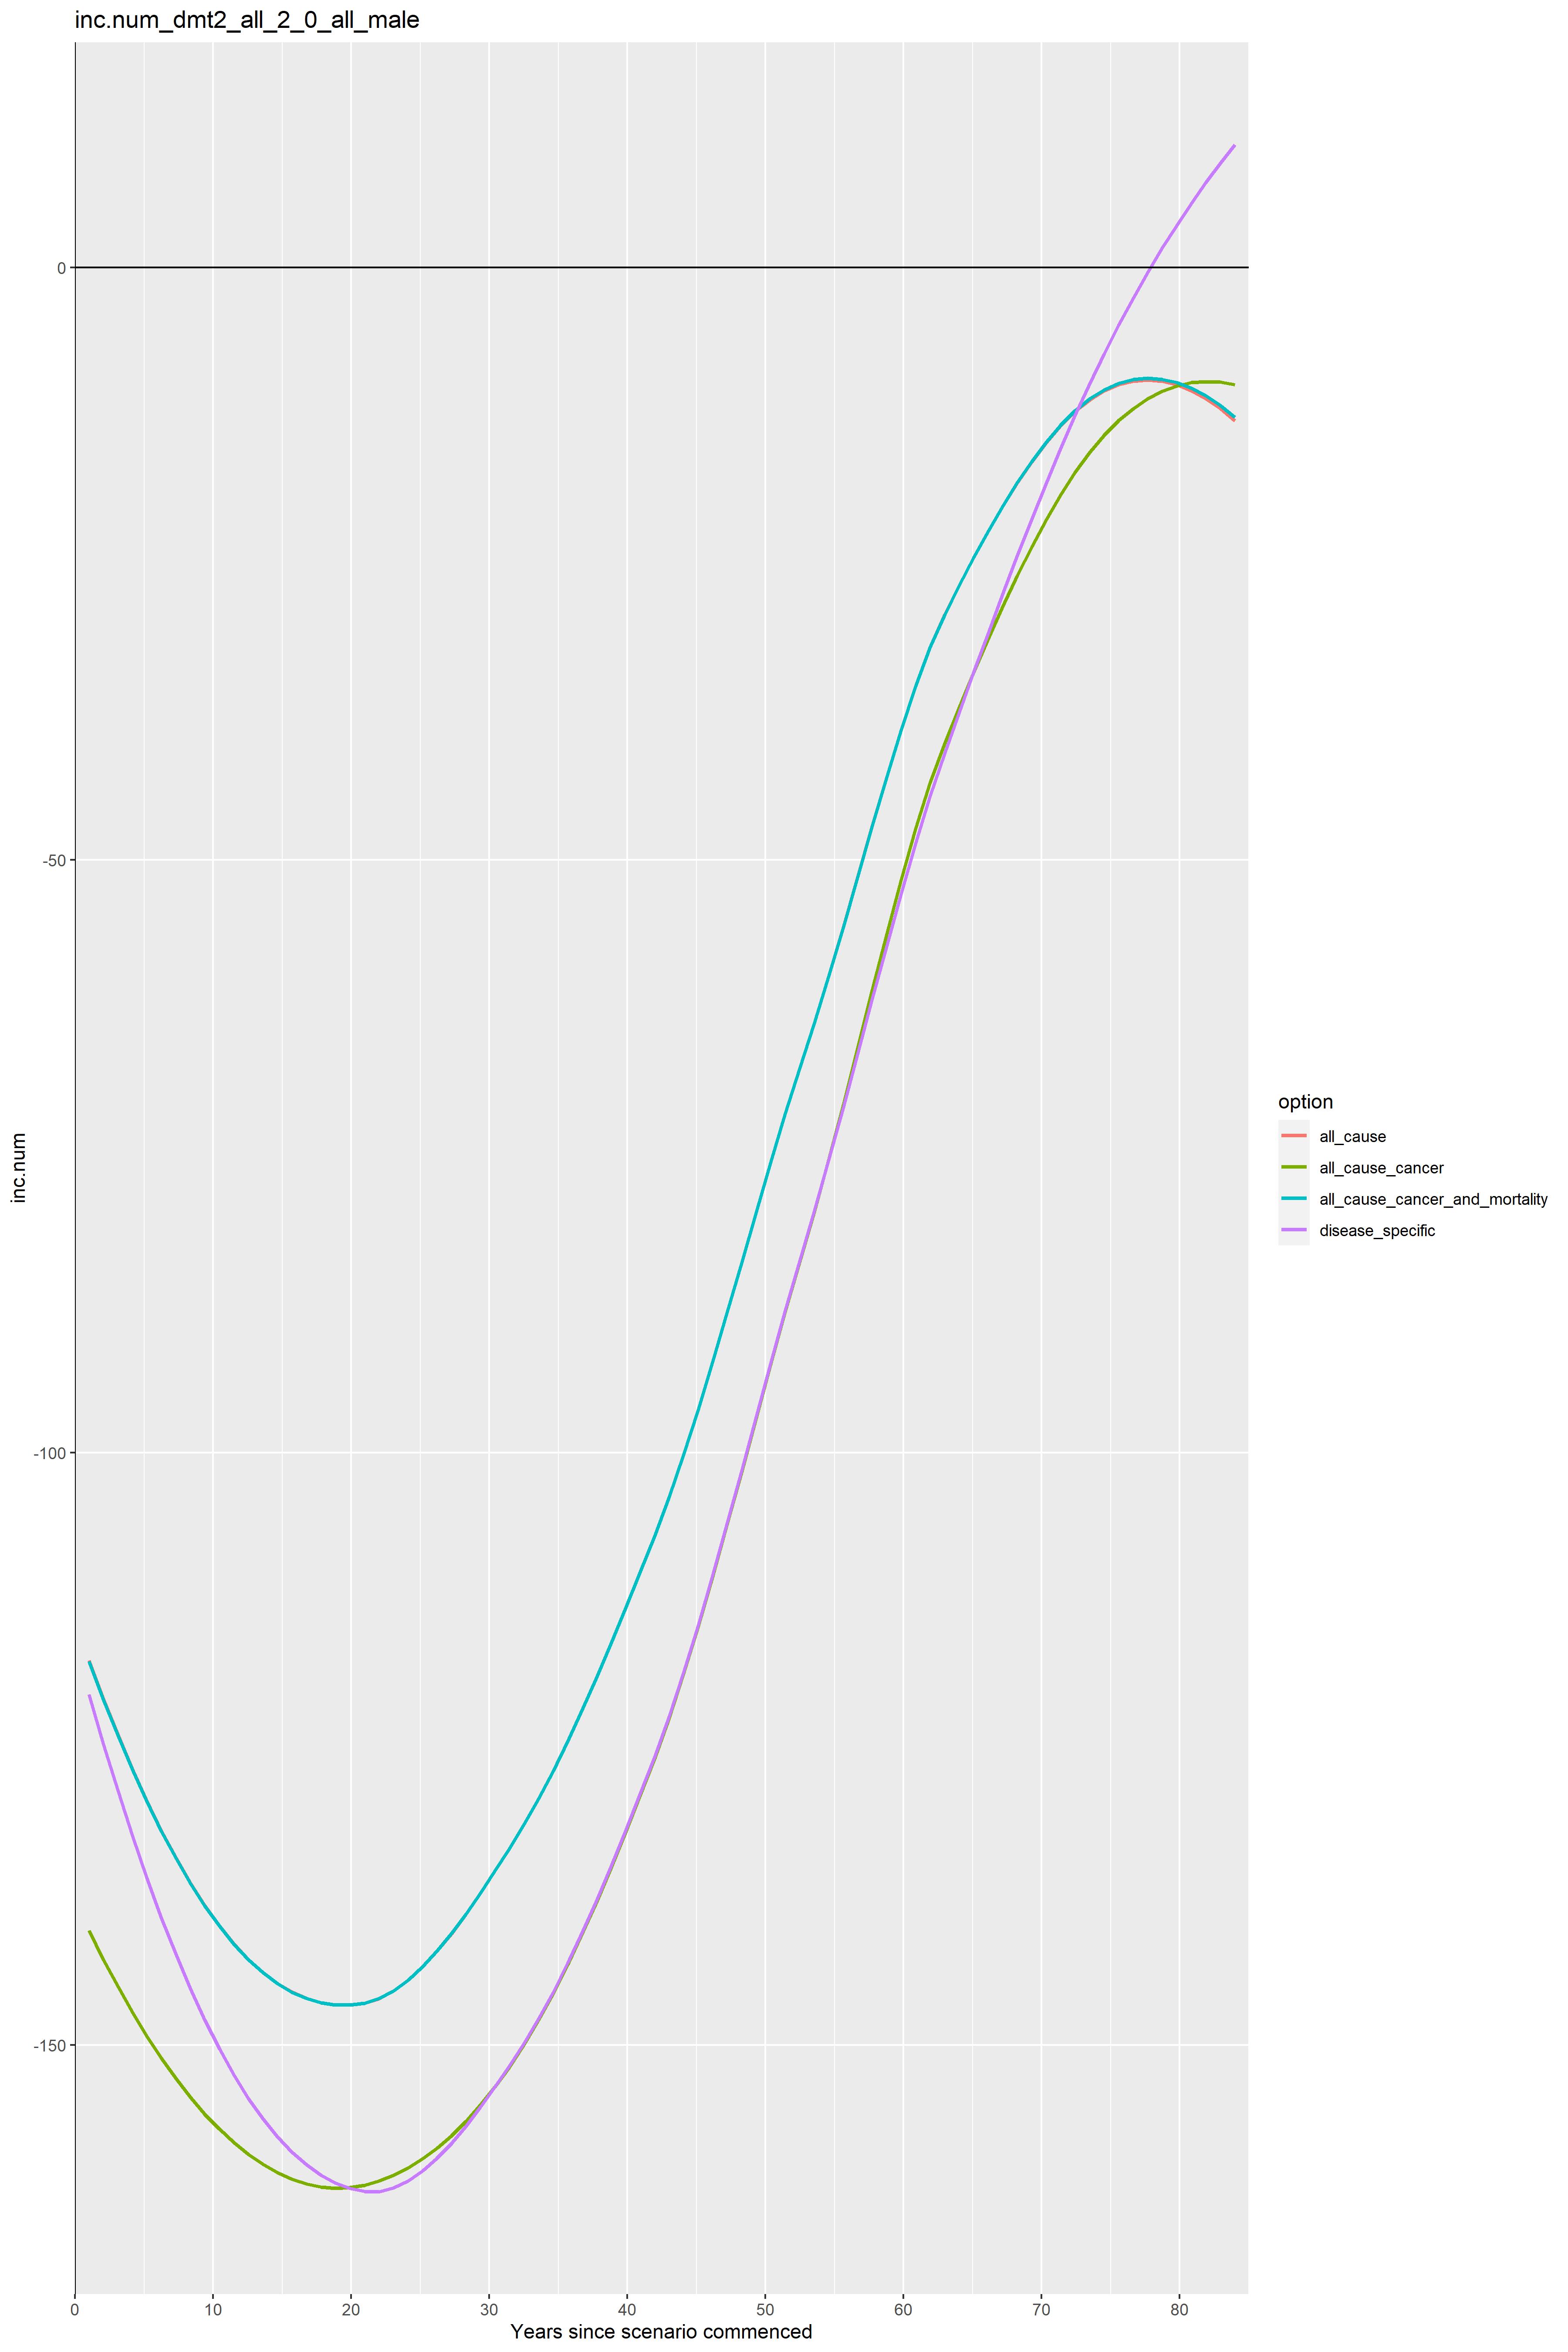 inc.num_dmt2_all_2_0_all_male
0
-50
-100
-150
inc.num
0 10 20 30 40 50 60 70 80
Years since scenario commenced
option
all_cause
all_cause_cancer
all_cause_cancer_and_mortality
disease_specific